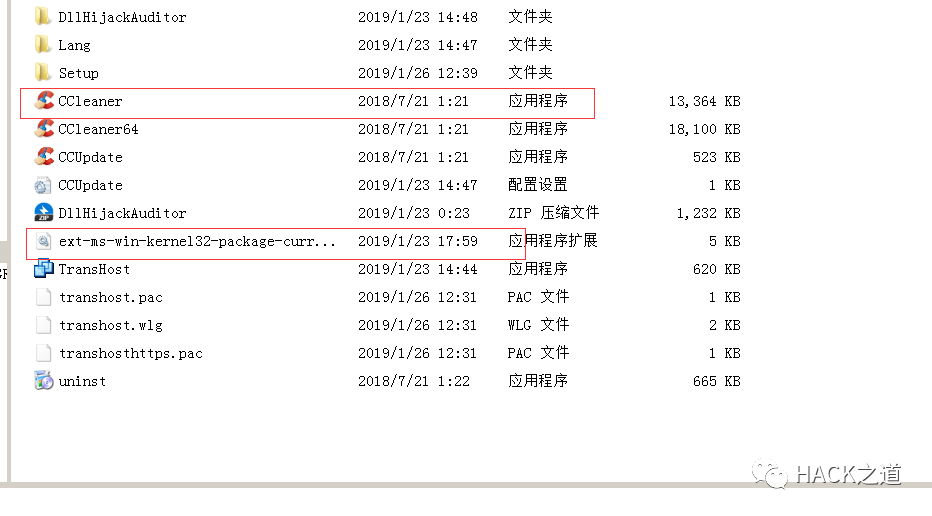 DllHijackAuditor 2019/1/23 14:48 文件夹
Lang 2019/1/23 14:47 文件夹
Setup 2019/1/26 12:39 文件夹
CCleaner 2018/7/21 1:21 应用程序 13,364 KB
CCleaner64 2018/7/21 1:21 应用程序 18,100 KB
CCUpdate 2018/7/21 1:21 应用程序 523 KB
CCUpdate 2019/1/23 14:47 配置设置 1 KB
DllHijackAuditor 2019/1/23 0:23 ZIP 压缩文件 1,232 KB
ext-ms-win-kernel32-package-curr... 2019/1/23 17:59 应用程序扩展 5 KB
TransHost 2019/1/23 14:44 应用程序 620 KB
transhost.pac 2019/1/26 12:31 PAC 文件 1 KB
transhost.wlg 2019/1/26 12:31 WLG 文件 2 KB
transhosthttps.pac 2019/1/26 12:31 PAC 文件 1 KB
uninst 2018/7/21 1:22 应用程序 665 KB
HACK之道